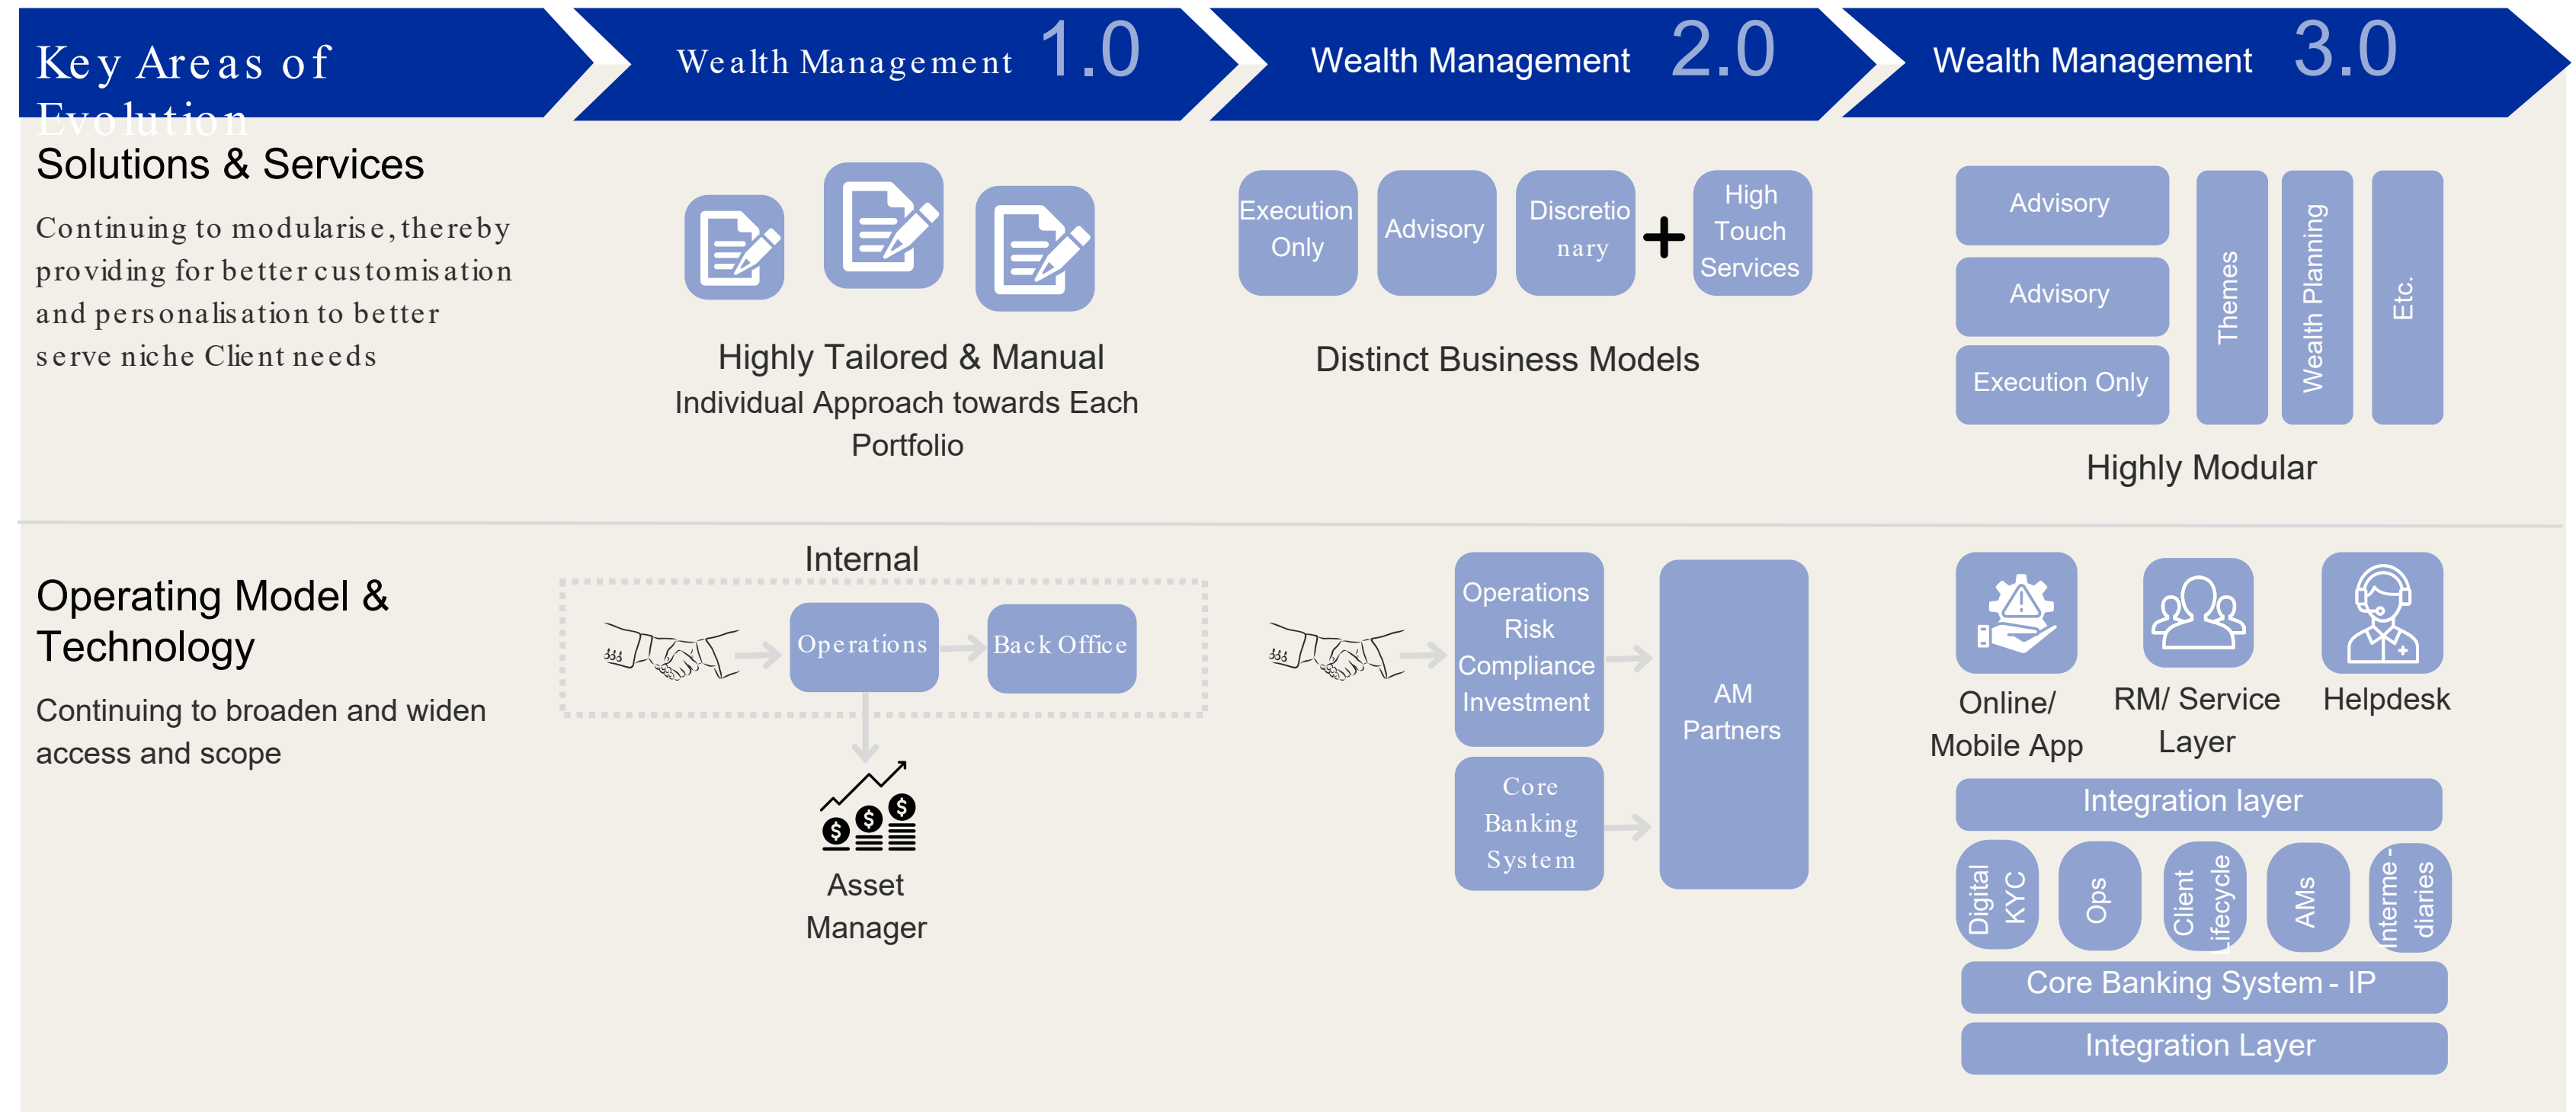 Key Areas of
Evolution
Wealth Management 1.0
Wealth Management 2.0
Wealth Management 3.0
Solutions & Services
Continuing to modularise, thereby
providing for better customisation
and personalisation to better
serve niche Client needs
Highly Tailored & Manual
Individual Approach towards Each
Portfolio
Execution
Only
Advisory
Discretio
nary
High
Touch
Services
Distinct Business Models
Advisory
Advisory
Execution Only
Themes
Wealth Planning
Etc.
Highly Modular
Operating Model &
Technology
Continuing to broaden and widen
access and scope
Internal
Operations
Back Office
Asset
Manager
Operations
Risk
Compliance
Investment
Core
Banking
System
AM
Partners
Online/
Mobile App
RM/ Service
Layer
Helpdesk
Integration layer
Digital
KYC
Ops
Client
Lifecycle
AMs
Interme-
diaries
Core Banking System - IP
Integration Layer